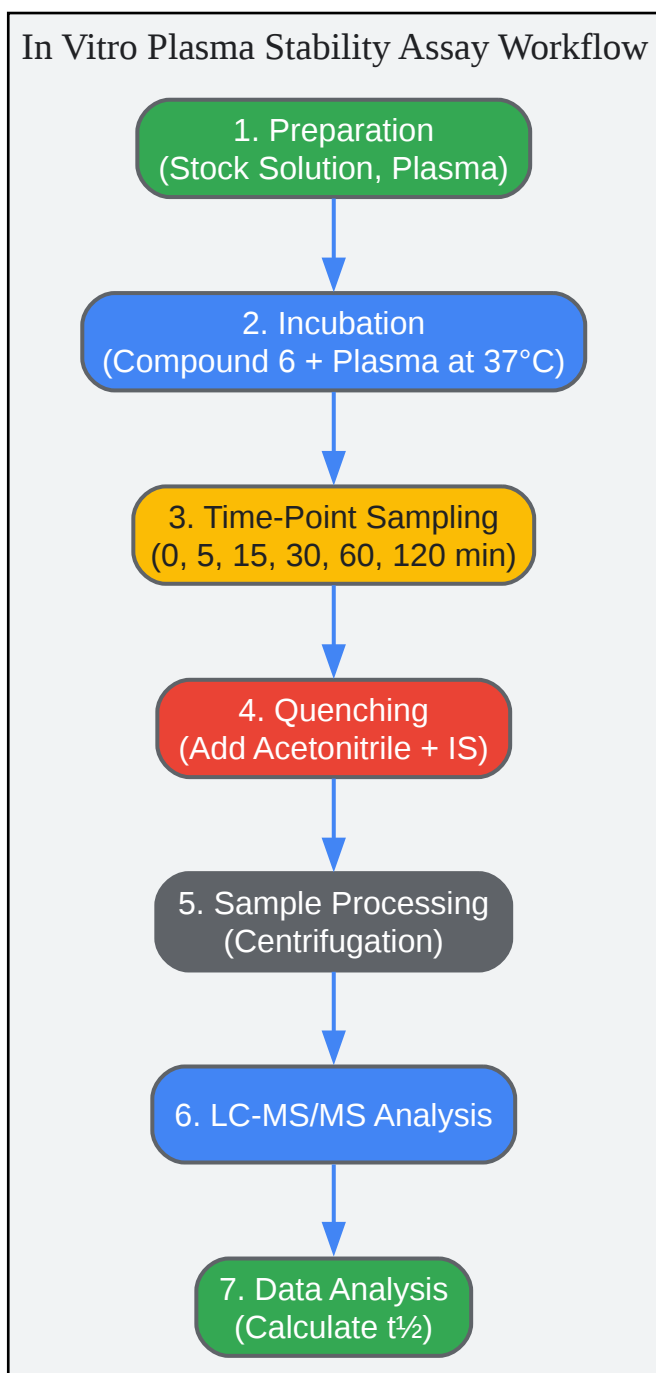 In Vitro Plasma Stability Assay Workflow
1. Preparation
(Stock Solution, Plasma)
2. Incubation
(Compound 6 + Plasma at 37°C)
3. Time-Point Sampling
(0, 5, 15, 30, 60, 120 min)
4. Quenching
(Add Acetonitrile + IS)
5. Sample Processing
(Centrifugation)
6. LC-MS/MS Analysis
7. Data Analysis
(Calculate t½)